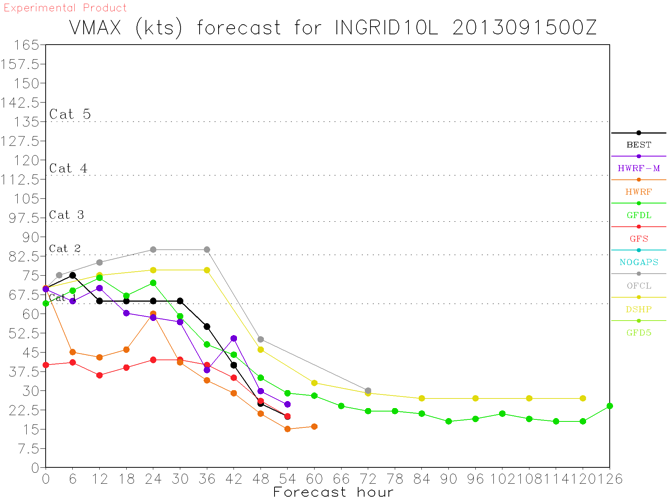 Experimental Product
VMAX (kts) forecast for INGRID10L 2013091500Z
165
157.5
150
142.5
135
127.5
120
112.5
105
97.5
90
82.5
75
67.5
60
52.5
45
37.5
30
22.5
15
7.5
0
Cat 5
Cat 4
Cat 3
Cat 2
Cat 1
BEST
HWRF-M
HWRF
GFDL
GFS
NOGAPS
OFCL
DSHP
GFD5
0 6 12 18 24 30 36 42 48 54 60 66 72 78 84 90 96 102 108 114 120 126
Forecast hour